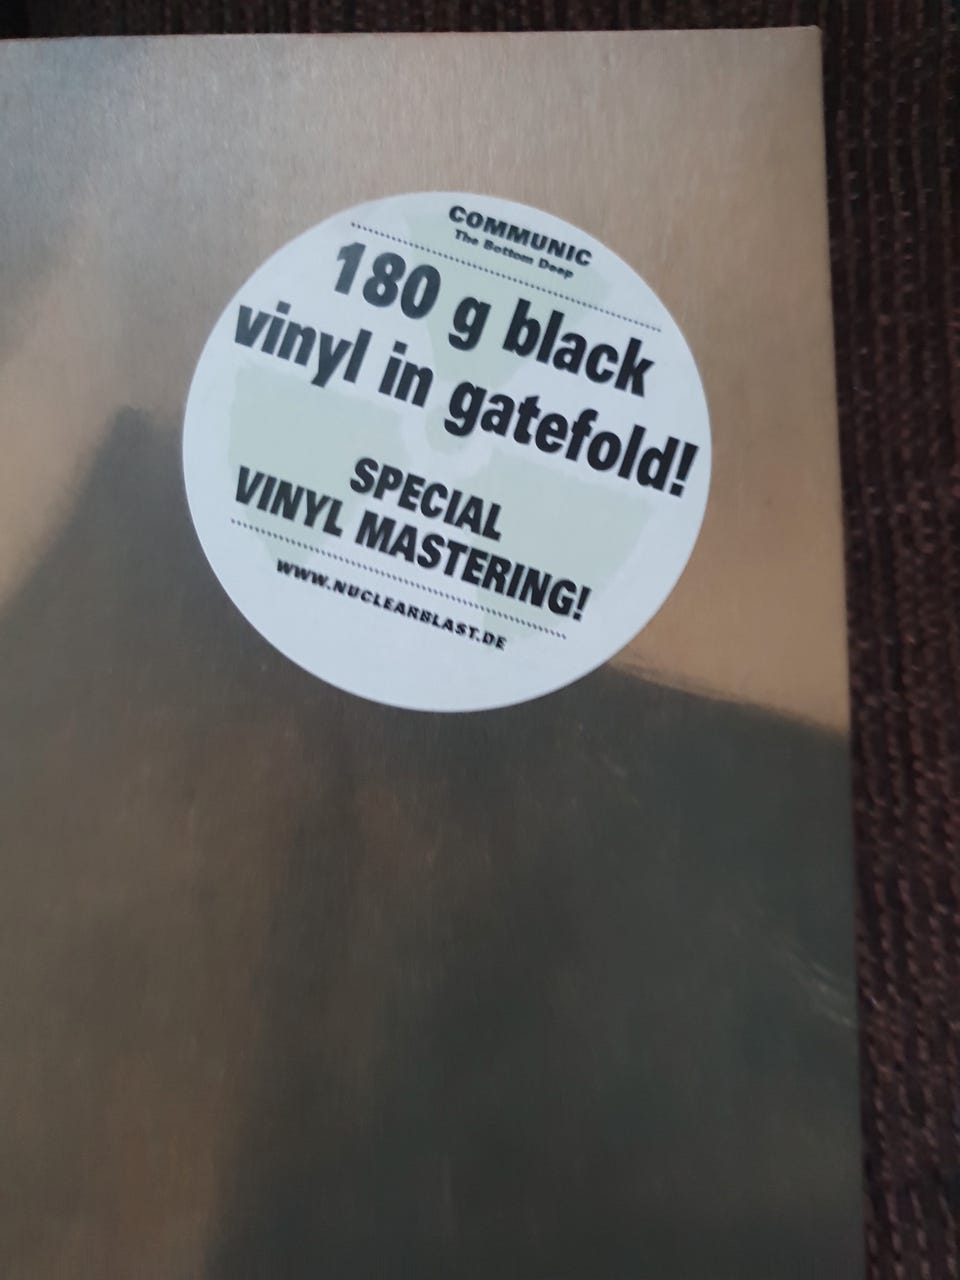 COMMUNIC
The Bottom Deep
180 g black
vinyl in gatefold!
SPECIAL
VINYL MASTERING!
WWW.NUCLEARBLAST.DE